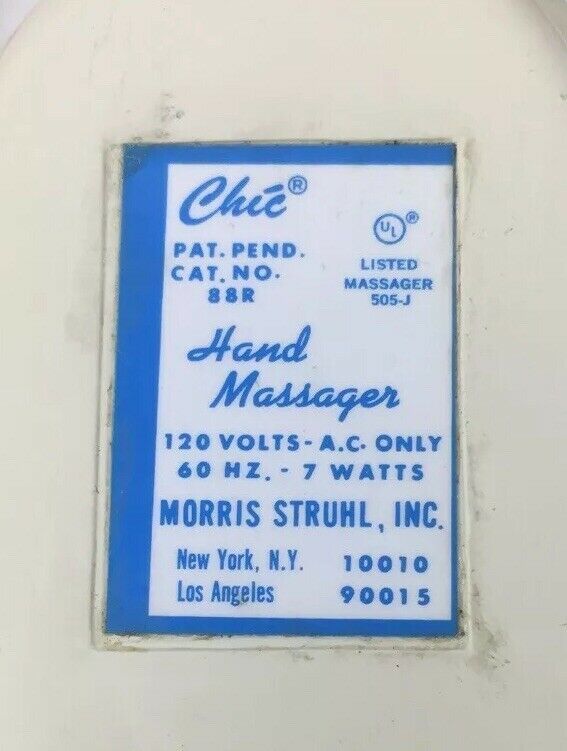 Chic®
PAT. PEND.
CAT. NO.
88R
UL®
LISTED
MASSAGER
505-J
Hand
Massager
120 VOLTS - A.C. ONLY
60 HZ. - 7 WATTS
MORRIS STRUHL, INC.
New York, N.Y. 10010
Los Angeles 90015